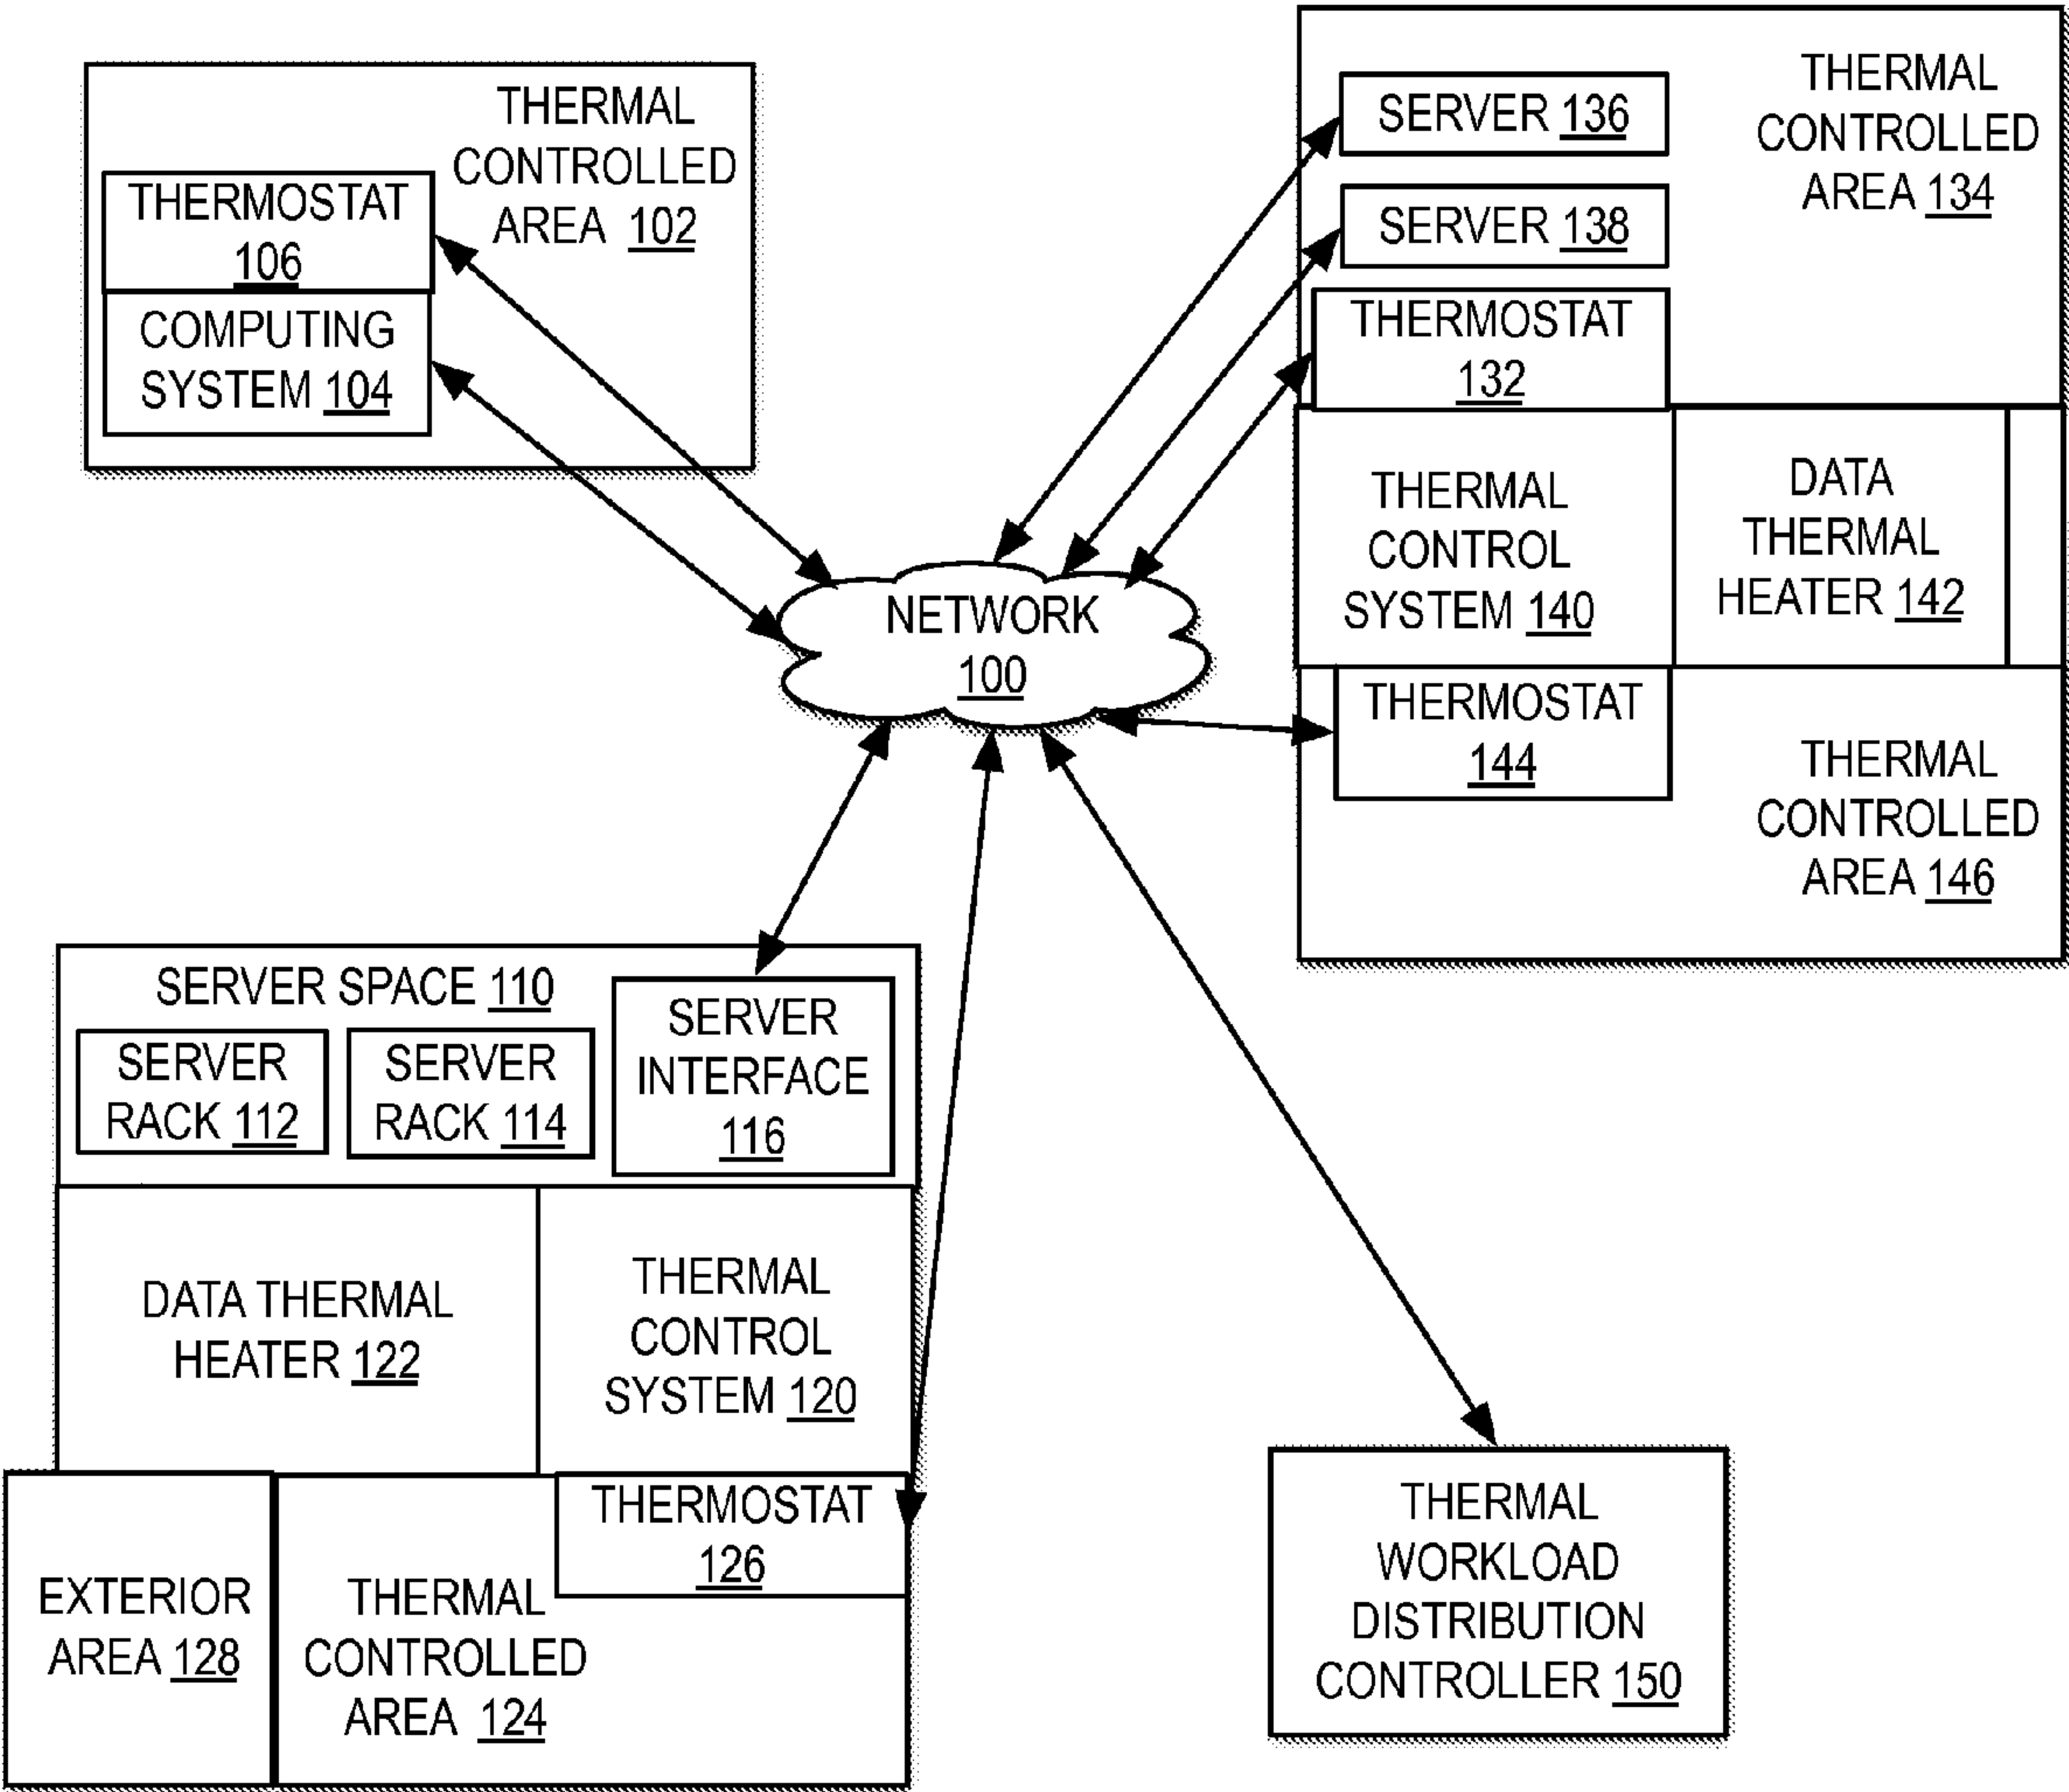 THERMAL
CONTROLLED
AREA 102
THERMOSTAT
106
COMPUTING
SYSTEM 104
SERVER 136
SERVER 138
THERMOSTAT
132
THERMAL
CONTROLLED
AREA 134
THERMAL
CONTROL
SYSTEM 140
DATA
THERMAL
HEATER 142
THERMOSTAT
144
THERMAL
CONTROLLED
AREA 146
NETWORK
100
SERVER SPACE 110
SERVER
RACK 112
SERVER
RACK 114
SERVER
INTERFACE
116
DATA THERMAL
HEATER 122
THERMAL
CONTROL
SYSTEM 120
THERMOSTAT
126
EXTERIOR
AREA 128
THERMAL
CONTROLLED
AREA 124
THERMAL
WORKLOAD
DISTRIBUTION
CONTROLLER 150